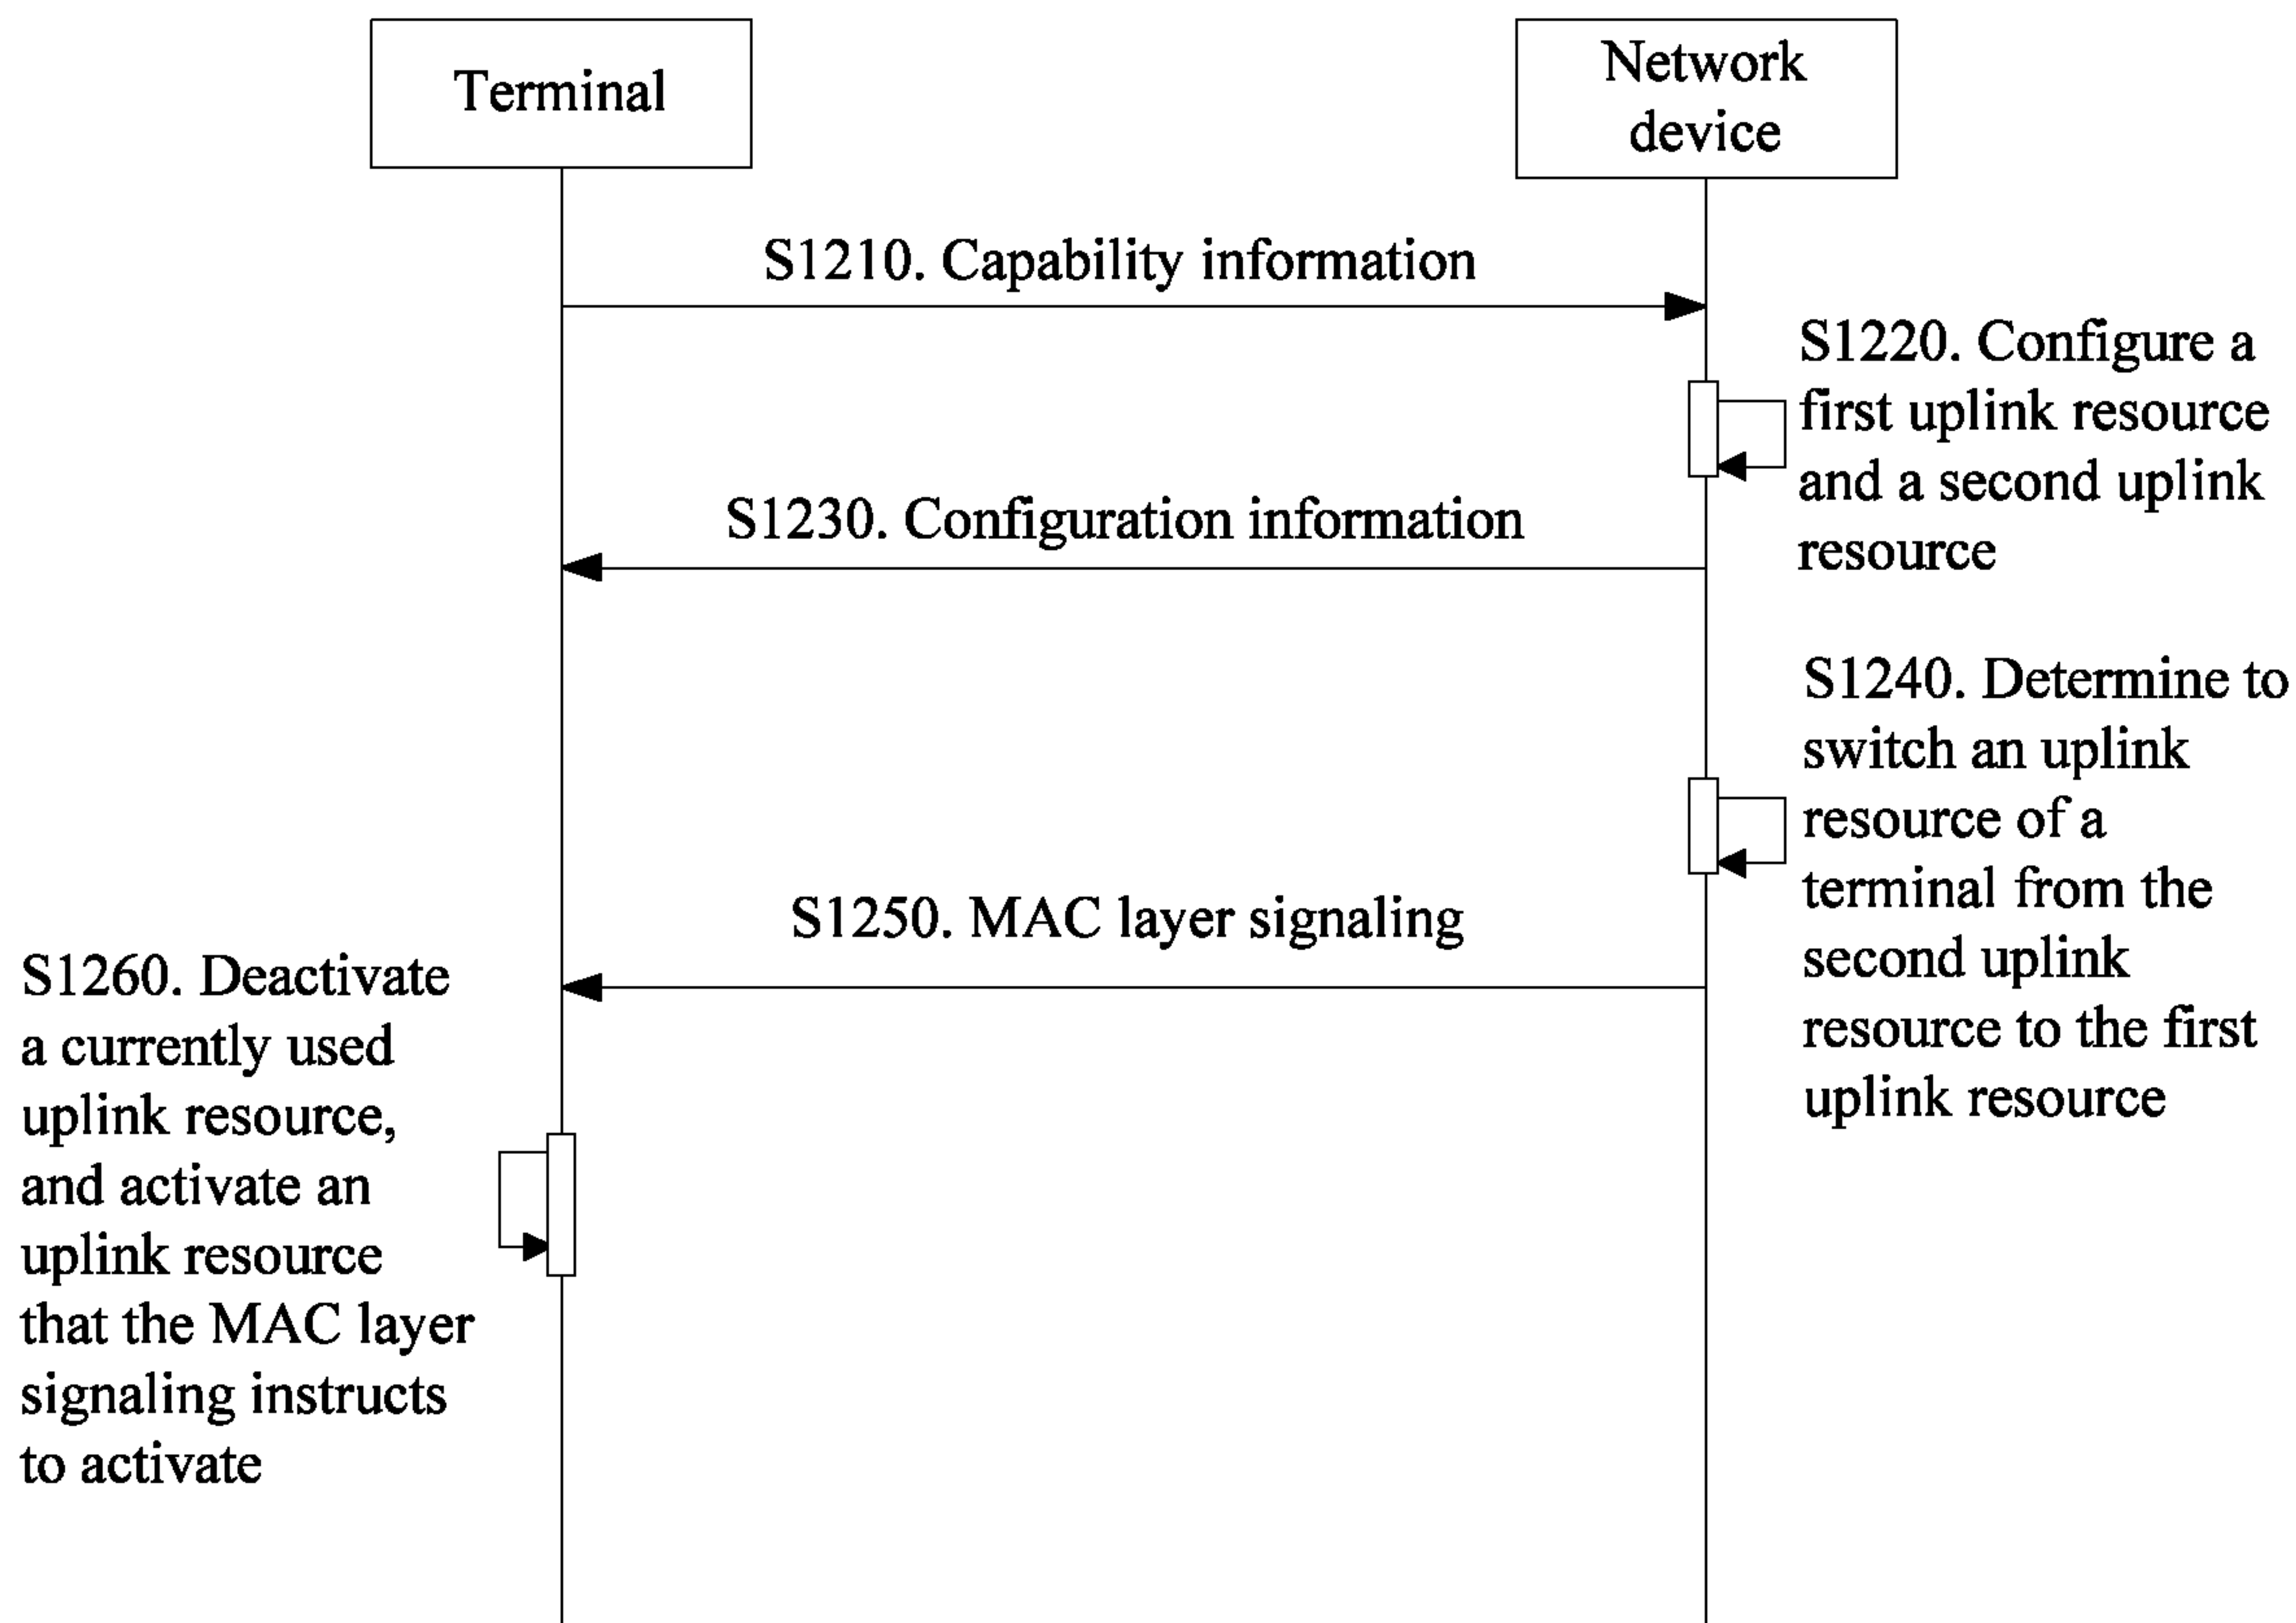 Terminal
Network
device
S1210. Capability information
S1220. Configure a
first uplink resource
and a second uplink
resource
S1230. Configuration information
S1240. Determine to
switch an uplink
resource of a
terminal from the
second uplink
resource to the first
uplink resource
S1250. MAC layer signaling
S1260. Deactivate
a currently used
uplink resource,
and activate an
uplink resource
that the MAC layer
signaling instructs
to activate